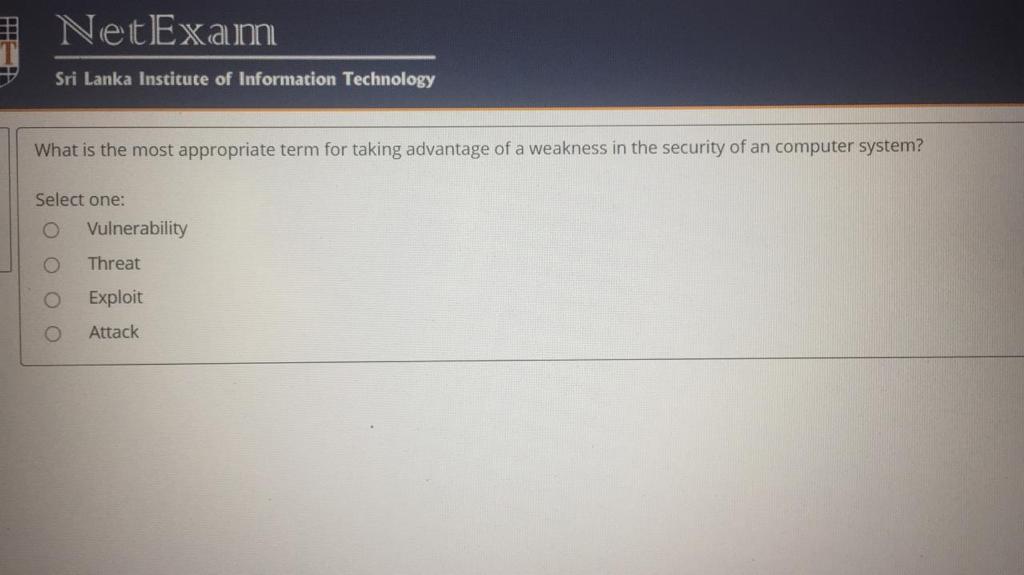 T
NetExam
Sri Lanka Institute of Information Technology
What is the most appropriate term for taking advantage of a weakness in the security of an computer system?
Select one:
Vulnerability
Threat
Exploit
Attack